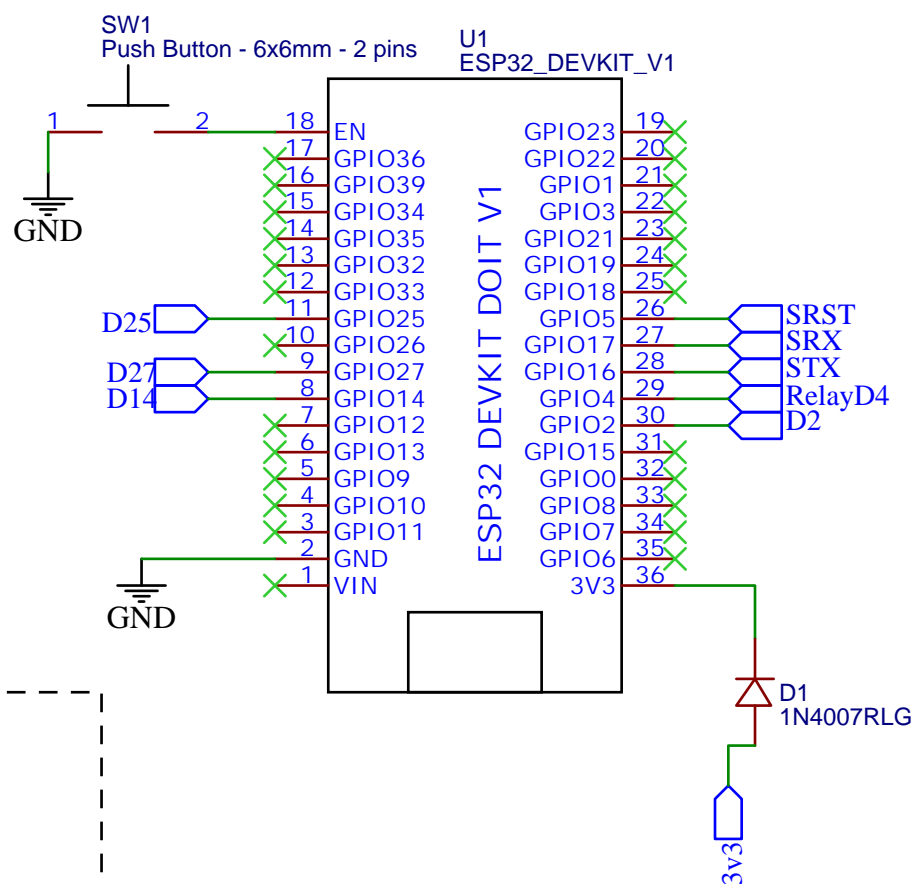 SW1
Push Button - 6x6mm - 2 pins
U1
ESP32_DEVKIT_V1
1
2
GND
18 EN
17 GPIO36
16 GPIO39
15 GPIO34
14 GPIO35
13 GPIO32
12 GPIO33
D25 11 GPIO25
10 GPIO26
D27 9 GPIO27
D14 8 GPIO14
7 GPIO12
6 GPIO13
5 GPIO9
4 GPIO10
3 GPIO11
2 GND
1 VIN
GND
ESP32 DEVKIT DOIT V1
GPIO23 19
GPIO22 20
GPIO1 21
GPIO3 22
GPIO21 23
GPIO19 24
GPIO18 25
GPIO5 26 SRST
GPIO17 27 SRX
GPIO16 28 STX
GPIO4 29 RelayD4
GPIO2 30 D2
GPIO15 31
GPIO0 32
GPIO8 33
GPIO7 34
GPIO6 35
3V3 36
D1
1N4007RLG
3v3